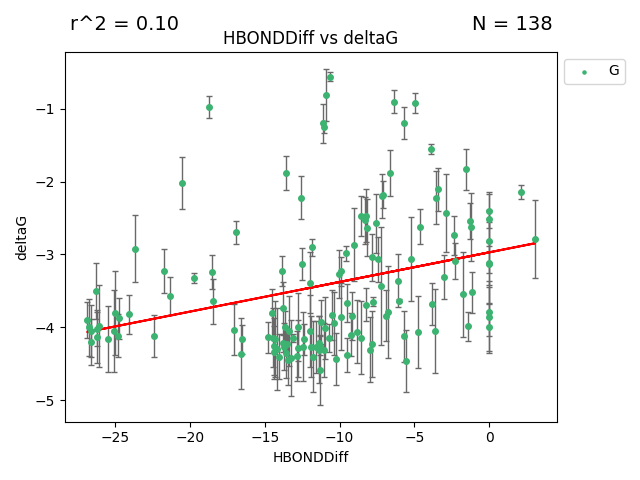 r^2 = 0.10
N = 138
HBONDDiff vs deltaG
G
deltaG
−1
−2
−3
−4
−5
−25
−20
−15
−10
−5
0
HBONDDiff